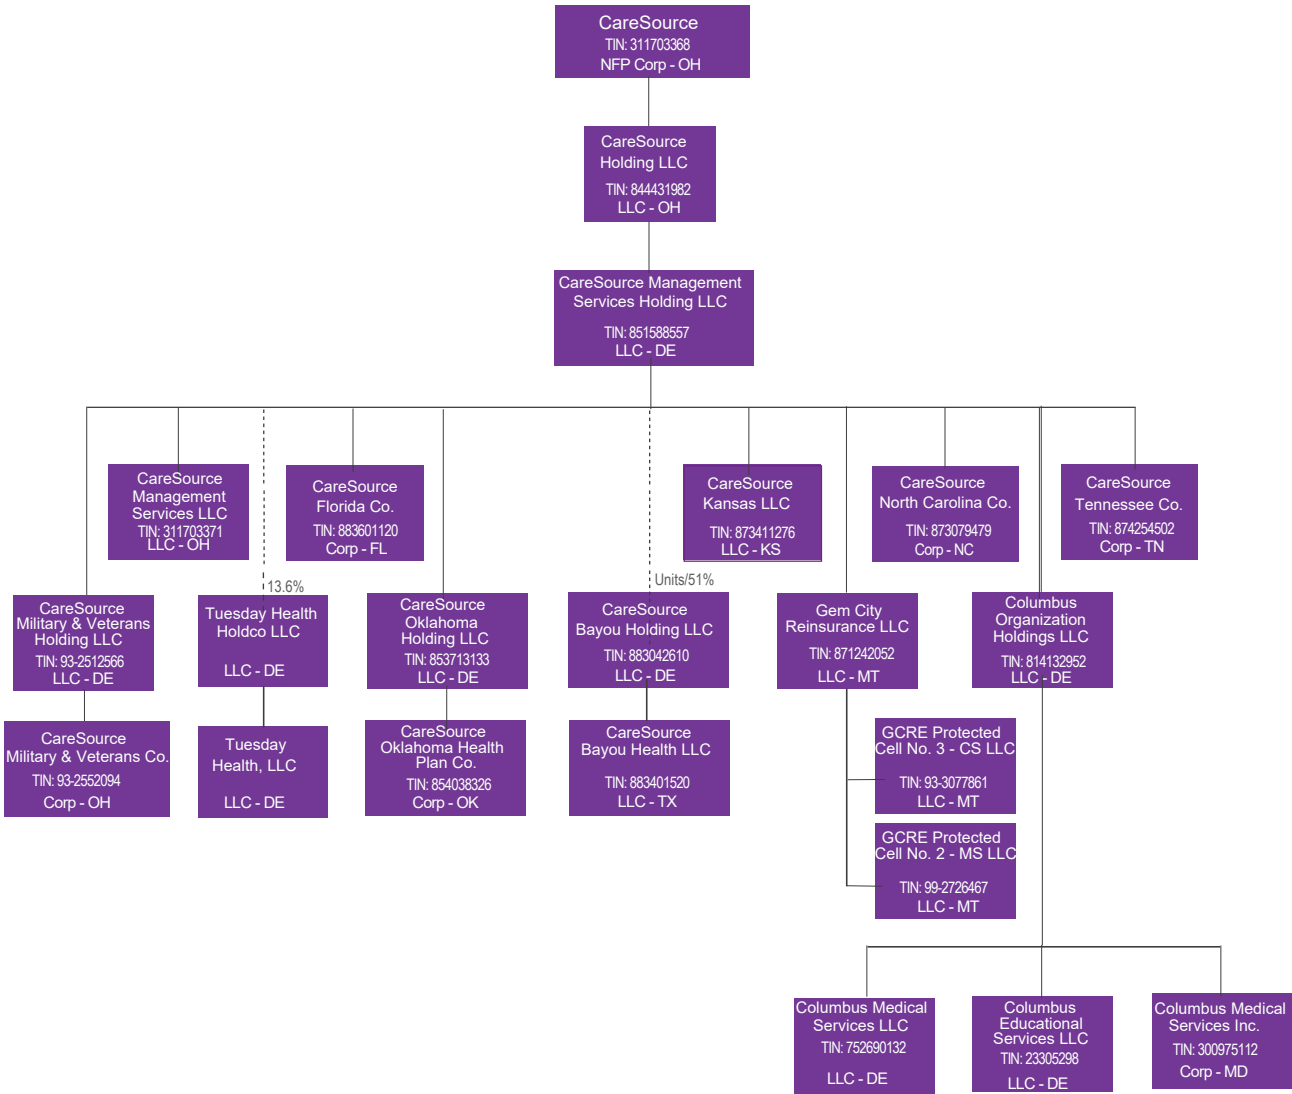 CareSource
TIN: 311703368
NFP Corp - OH
CareSource
Holding LLC
TIN: 844431982
LLC - OH
CareSource Management
Services Holding LLC
TIN: 851588557
LLC - DE
CareSource
Management
Services LLC
TIN: 311703371
LLC - OH
CareSource
Florida Co.
TIN: 883601120
Corp - FL
CareSource
Kansas LLC
TIN: 873411276
LLC - KS
CareSource
North Carolina Co.
TIN: 873079479
Corp - NC
CareSource
Tennessee Co.
TIN: 874254502
Corp - TN
13.6%
Units/51%
CareSource
Military & Veterans
Holding LLC
TIN: 93-2512566
LLC - DE
Tuesday Health
Holdco LLC
LLC - DE
CareSource
Oklahoma
Holding LLC
TIN: 853713133
LLC - DE
CareSource
Bayou Holding LLC
TIN: 883042610
LLC - DE
Gem City
Reinsurance LLC
TIN: 871242052
LLC - MT
Columbus
Organization
Holdings LLC
TIN: 814132952
LLC - DE
CareSource
Military & Veterans Co.
TIN: 93-2552094
Corp - OH
Tuesday
Health, LLC
LLC - DE
CareSource
Oklahoma Health
Plan Co.
TIN: 854038326
Corp - OK
CareSource
Bayou Health LLC
TIN: 883401520
LLC - TX
GCRE Protected
Cell No. 3 - CS LLC
TIN: 93-3077861
LLC - MT
GCRE Protected
Cell No. 2 - MS LLC
TIN: 99-2726467
LLC - MT
Columbus Medical
Services LLC
TIN: 752690132
LLC - DE
Columbus
Educational
Services LLC
TIN: 23305298
LLC - DE
Columbus Medical
Services Inc.
TIN: 300975112
Corp - MD